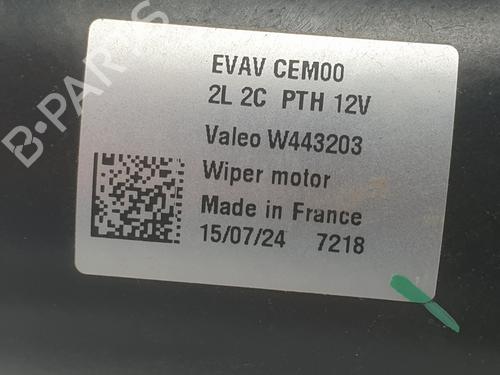 EVAV CEM00
2L 2C PTH 12V
Valeo W443203
Wiper motor
Made in France
15/07/24 7218
B-PARTS